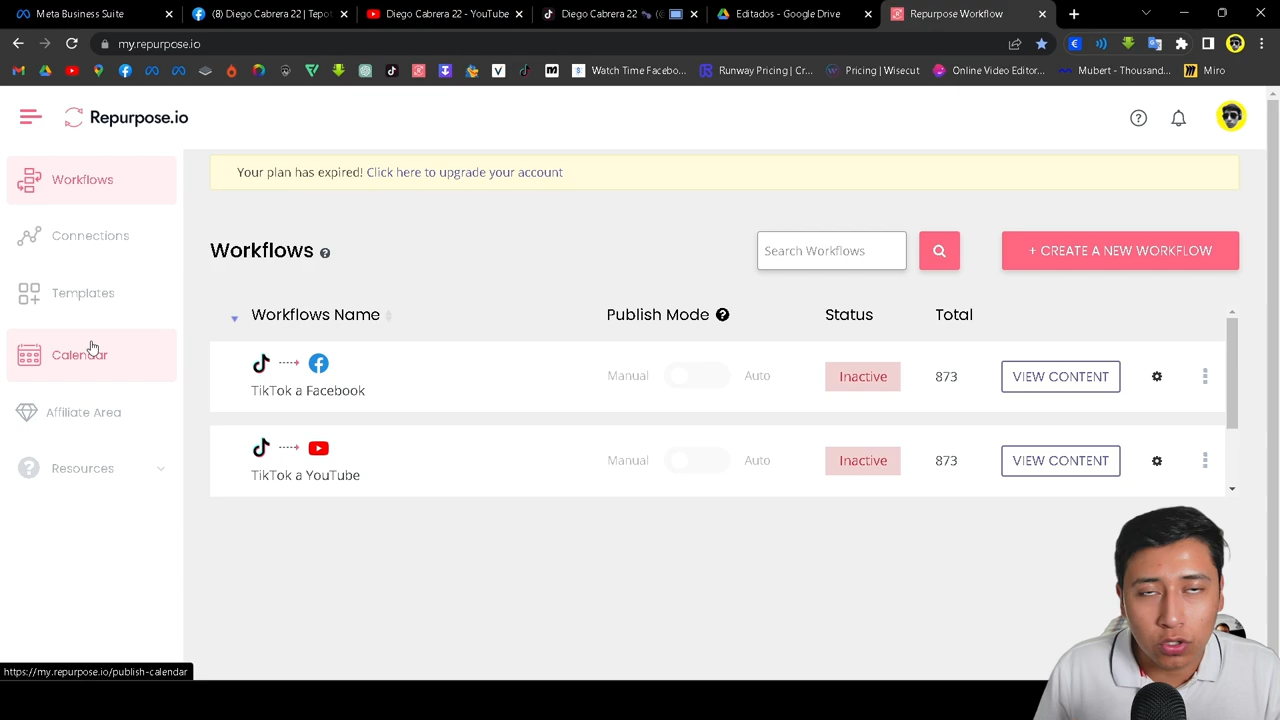 Meta Business Suite
(8) Diego Cabrera 22 | Tepot
Diego Cabrera 22 - YouTube
Diego Cabrera 22
Editados - Google Drive
Repurpose Workflow
my.repurpose.io
Watch Time Facebo...
Runway Pricing | Cr...
Pricing | Wisecut
Online Video Editor...
Mubert - Thousand...
Miro
Repurpose.io
Workflows
Connections
Templates
Calendar
Affiliate Area
Resources
Your plan has expired! Click here to upgrade your account
Workflows
Search Workflows
+ CREATE A NEW WORKFLOW
Workflows Name
Publish Mode
Status
Total
Manual
Auto
Inactive
873
VIEW CONTENT
TikTok a Facebook
Manual
Auto
Inactive
873
VIEW CONTENT
TikTok a YouTube
https://my.repurpose.io/publish-calendar